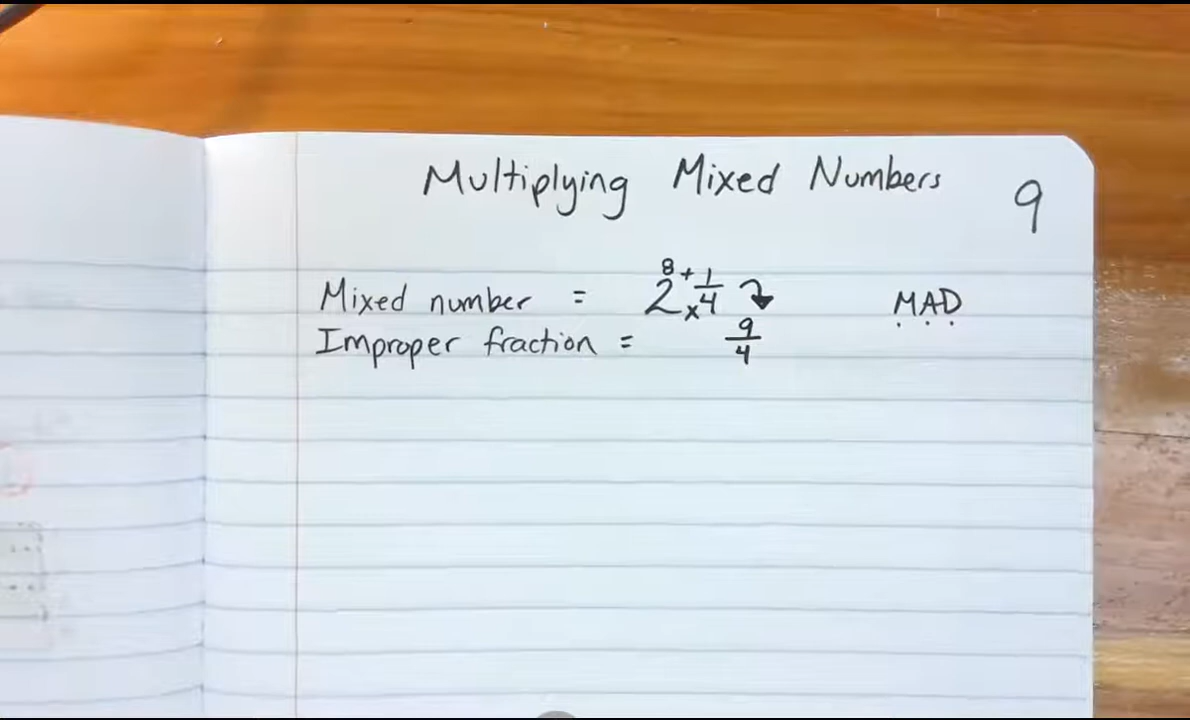 Multiplying Mixed Numbers 9
Mixed number = 2 8 + 1/4 x MAD
Improper fraction = 9/4